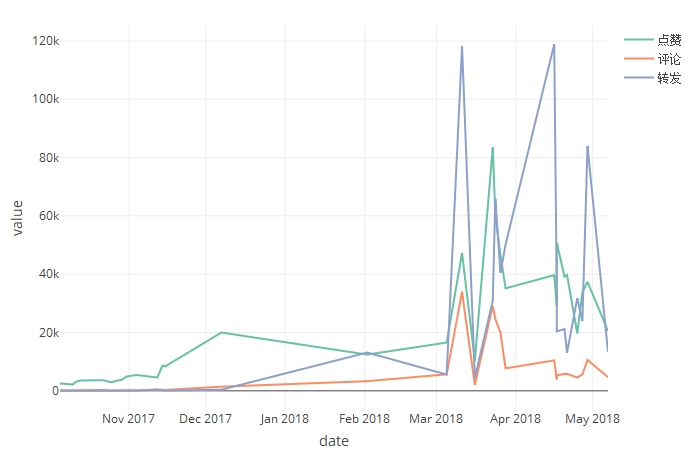 120k
100k
80k
60k
40k
20k
0
value
Nov 2017
Dec 2017
Jan 2018
Feb 2018
Mar 2018
Apr 2018
May 2018
date
点赞
评论
转发